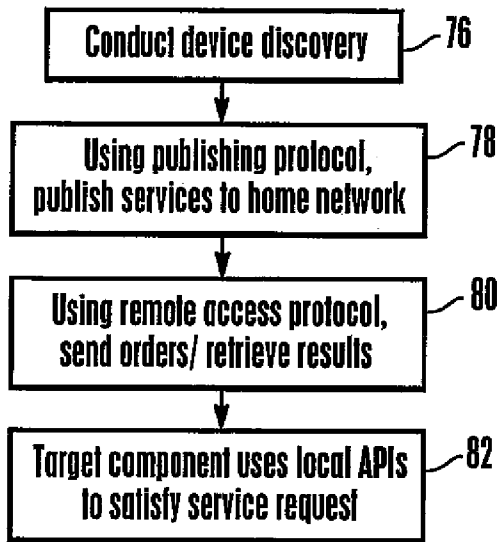 Conduct device discovery
76
Using publishing protocol,
publish services to home network
78
Using remote access protocol,
send orders/ retrieve results
80
Target component uses local APIs
to satisfy service request
82